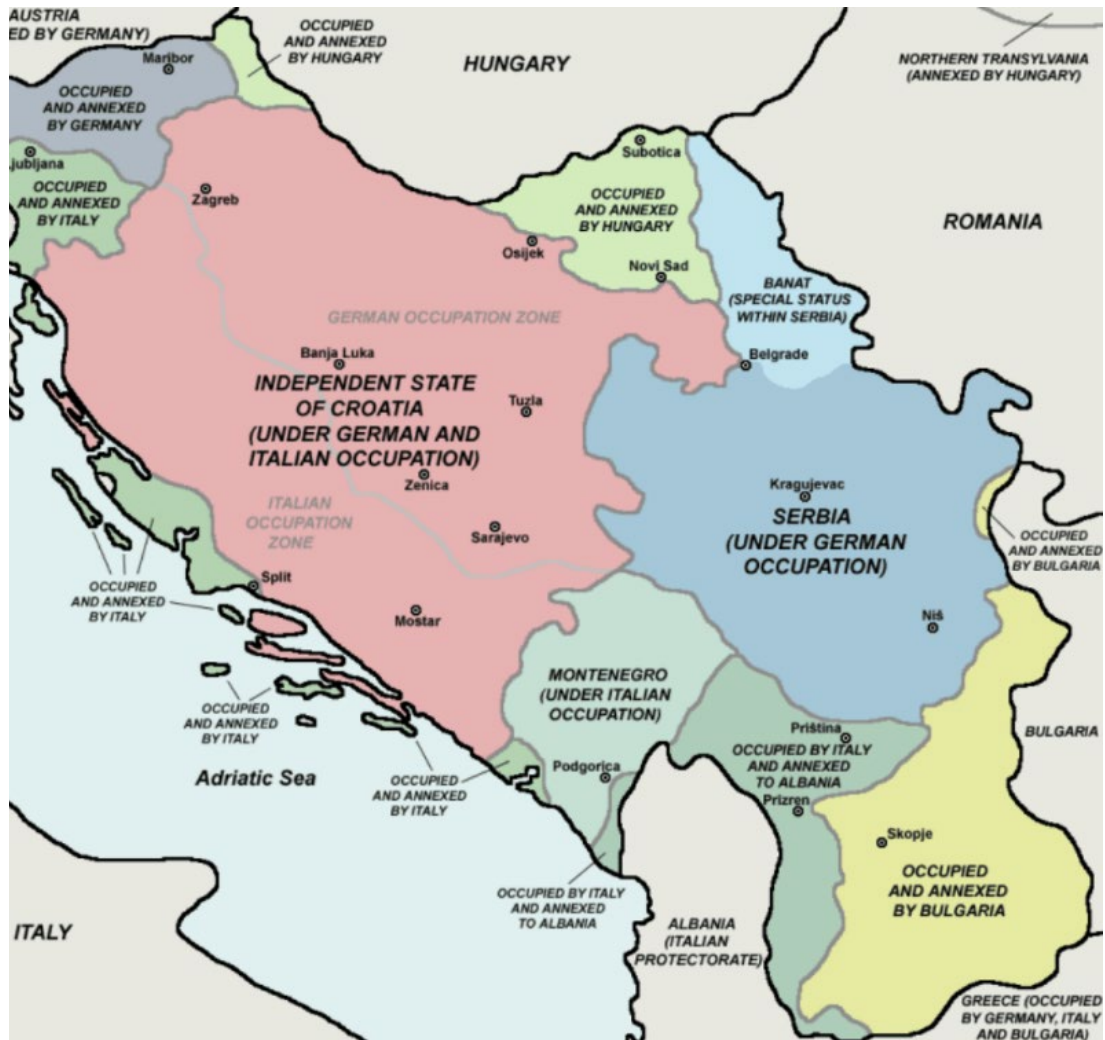 AUSTRIA
ED BY GERMANY)
OCCUPIED
AND ANNEXED
BY HUNGARY
HUNGARY
NORTHERN TRANSYLVANIA
(ANNEXED BY HUNGARY)
Maribor
OCCUPIED
AND ANNEXED
BY GERMANY
Ljubljana
OCCUPIED
AND ANNEXED
BY ITALY
Zagreb
Subotica
OCCUPIED
AND ANNEXED
BY HUNGARY
ROMANIA
Osijek
Novi Sad
BANAT
(SPECIAL STATUS
WITHIN SERBIA)
GERMAN OCCUPATION ZONE
Banja Luka
Belgrade
INDEPENDENT STATE
OF CROATIA
(UNDER GERMAN AND
ITALIAN OCCUPATION)
Tuzla
Zenica
Kragujevac
SERBIA
(UNDER GERMAN
OCCUPATION)
ITALIAN
OCCUPATION
ZONE
Sarajevo
OCCUPIED
AND ANNEXED
BY BULGARIA
OCCUPIED
AND ANNEXED
BY ITALY
Split
Mostar
Niš
MONTENEGRO
(UNDER ITALIAN
OCCUPATION)
OCCUPIED
AND ANNEXED
BY ITALY
Priština
OCCUPIED BY ITALY
AND ANNEXED
TO ALBANIA
BULGARIA
Adriatic Sea
OCCUPIED
AND ANNEXED
BY ITALY
Podgorica
Prizren
Skopje
OCCUPIED BY ITALY
AND ANNEXED
TO ALBANIA
OCCUPIED
AND ANNEXED
BY BULGARIA
ITALY
ALBANIA
(ITALIAN
PROTECTORATE)
GREECE (OCCUPIED
BY GERMANY, ITALY
AND BULGARIA)